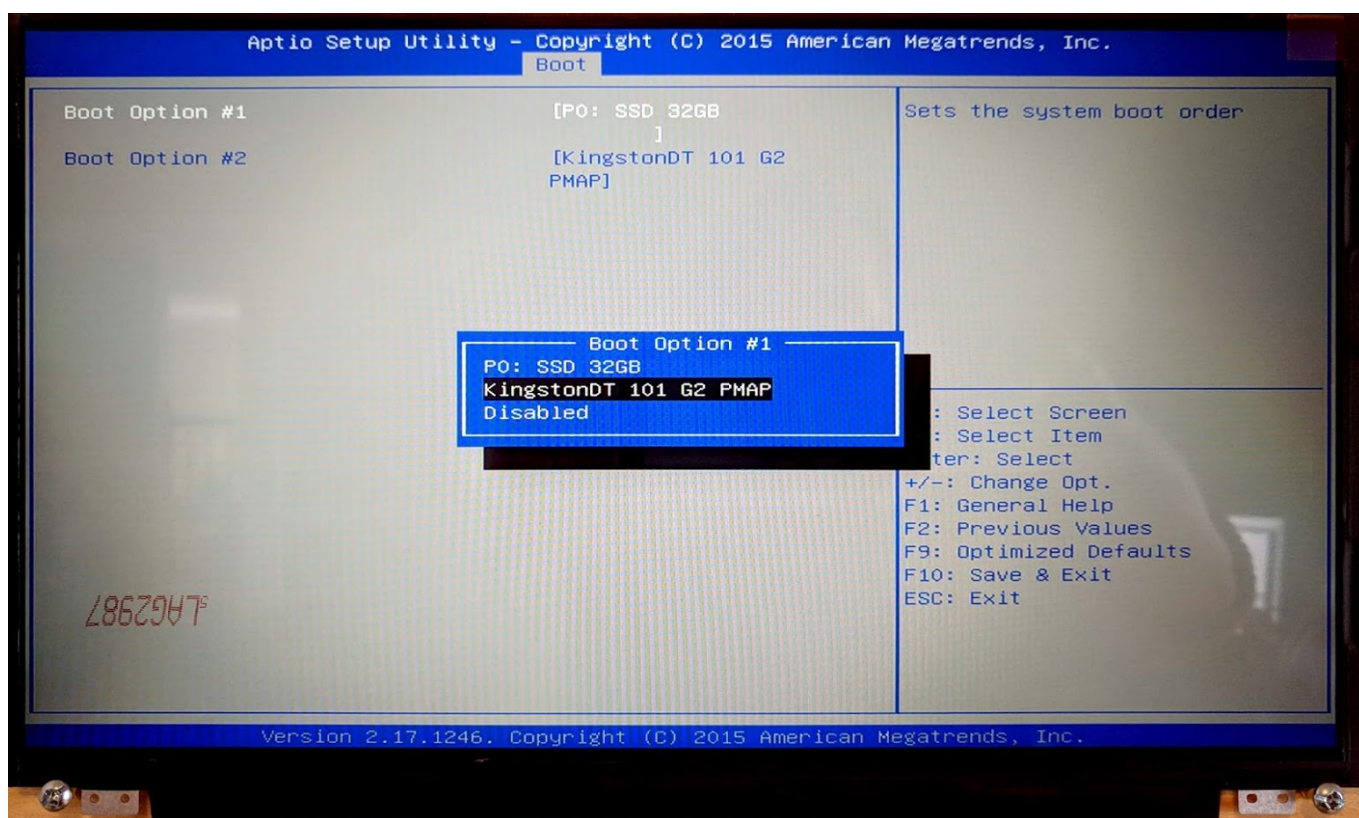 Aptio Setup Utility – Copyright (C) 2015 American Megatrends, Inc.
Boot
Boot Option #1 [P0: SSD 32GB
]
Boot Option #2 [KingstonDT 101 G2
PMAP]
Sets the system boot order
Boot Option #1
P0: SSD 32GB
KingstonDT 101 G2 PMAP
Disabled
: Select Screen
: Select Item
ter: Select
+/-: Change Opt.
F1: General Help
F2: Previous Values
F9: Optimized Defaults
F10: Save & Exit
ESC: Exit
Version 2.17.1246. Copyright (C) 2015 American Megatrends, Inc.